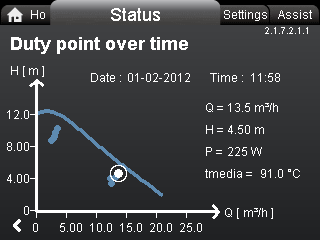 Ho Status Settings Assist
2.1.7.2.1.1
Duty point over time
H [ m ] Date : 01-02-2012 Time : 11:58
12.0
8.00
4.00
0
0 5.00 10.0 15.0 20.0 25.0 Q [ m³/h ]
Q = 13.5 m³/h
H = 4.50 m
P = 225 W
tmedia = 91.0 °C